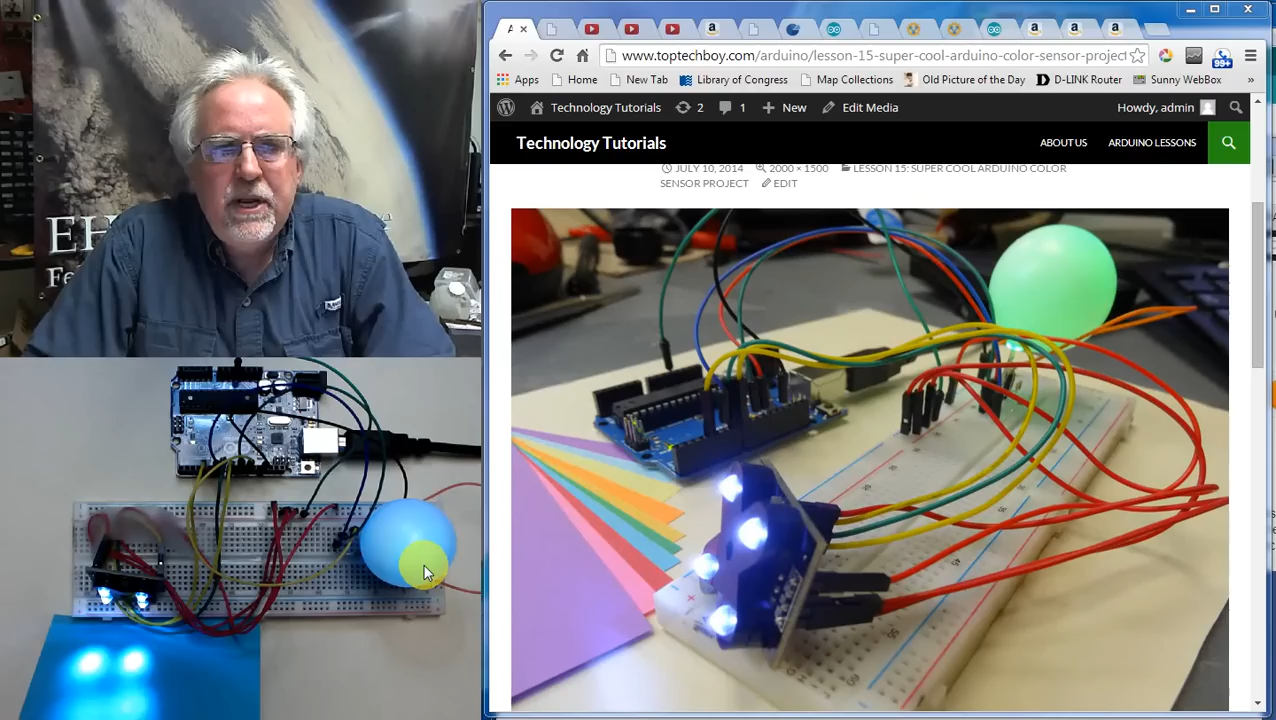 EH
Fe
A
www.toptechboy.com/arduino/lesson-15-super-cool-arduino-color-sensor-project
99+
Apps Home New Tab Library of Congress Map Collections Old Picture of the Day D-LINK Router Sunny WebBox »
Technology Tutorials 2 1 New Edit Media Howdy, admin
Technology Tutorials ABOUT US ARDUINO LESSONS
JULY 10, 2014 2000 × 1500 LESSON 15: SUPER COOL ARDUINO COLOR
SENSOR PROJECT EDIT